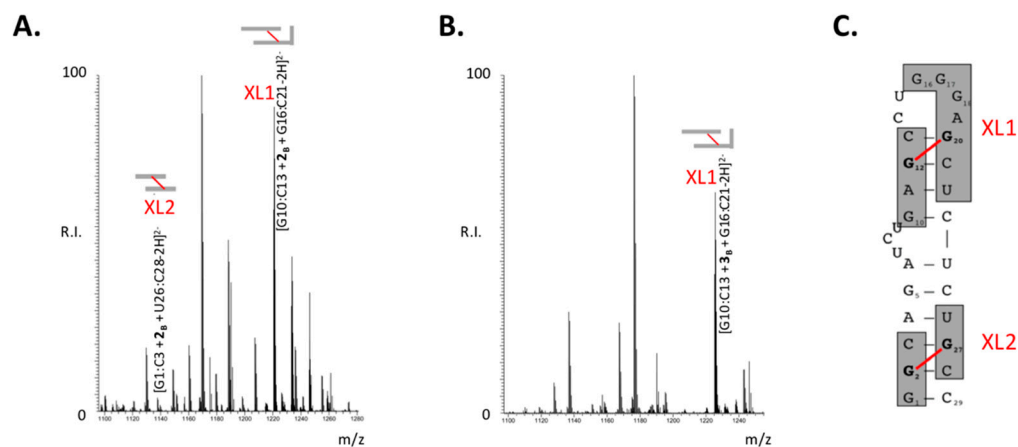 A.
100
R.I.
0
XL2
[G1:C3 + 2B + U26:C28-2H]2-
XL1
[G10:C13 + 2B + G16:C21-2H]2-
1100 1120 1140 1160 1180 1200 1220 1240 1260 1280
m/z
B.
100
R.I.
0
XL1
[G10:C13 + 3B + G16:C21-2H]2-
1100 1120 1140 1160 1180 1200 1220 1240
m/z
C.
G16 G17
U G18
C A
C G20
XL1
G12 C
A U
G10 C
U
C
U
A U
G5 C
A U
C G27
XL2
G2 C
G1 C29